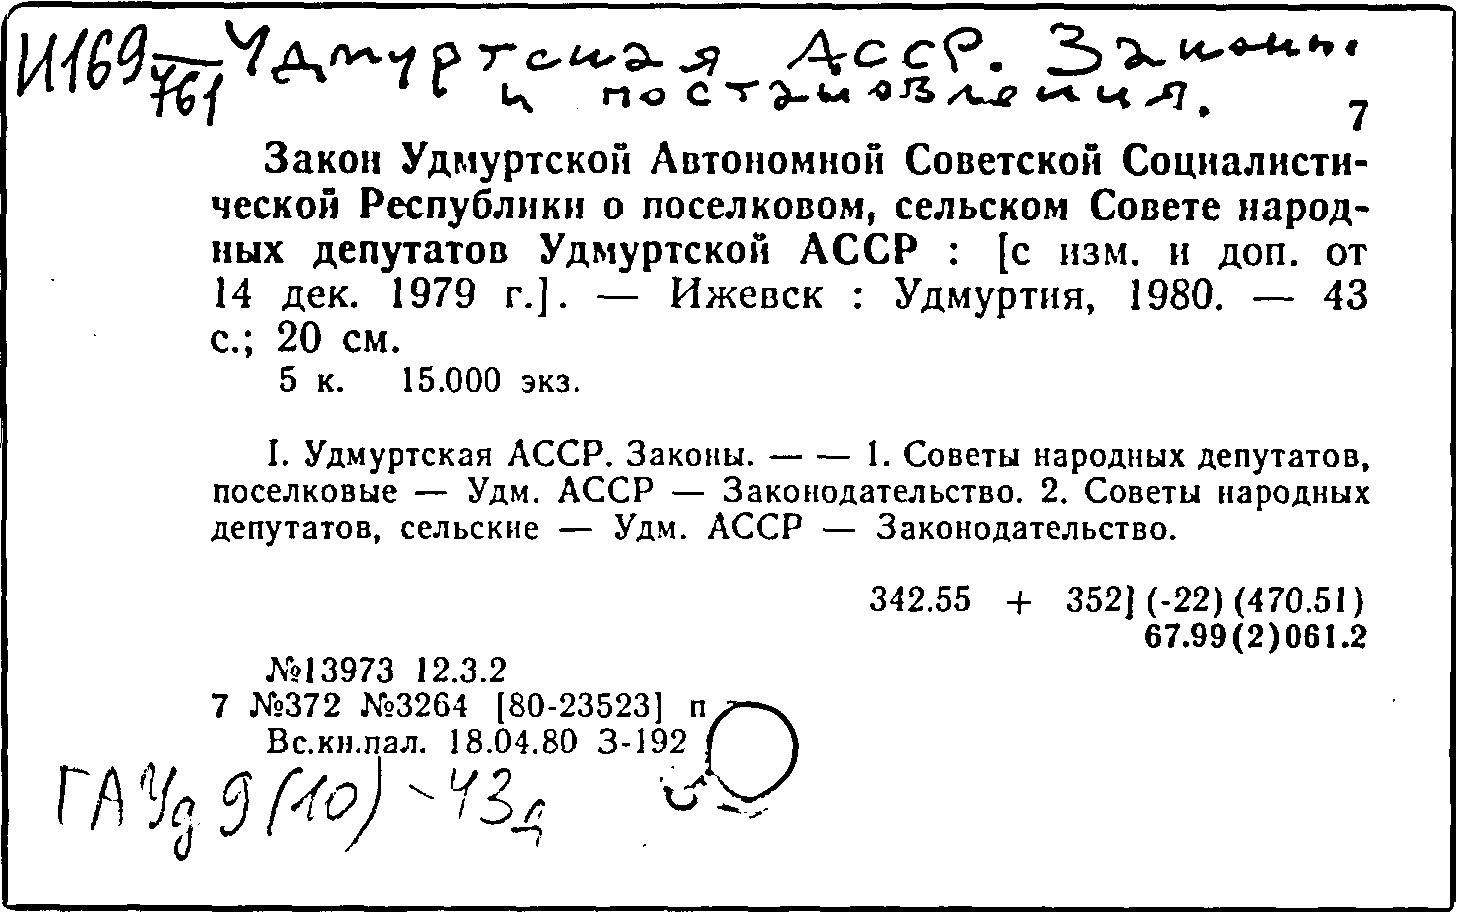 И169 Удмуртская АССР. Законы
761 и постановления.
7
Закон Удмуртской Автономной Советской Социалисти-
ческой Республики о поселковом, сельском Совете народ-
ных депутатов Удмуртской АССР : [с изм. и доп. от
14 дек. 1979 г.]. — Ижевск : Удмуртия, 1980. — 43
с.; 20 см.
5 к. 15.000 экз.
I. Удмуртская АССР. Законы. — — 1. Советы народных депутатов,
поселковые — Удм. АССР — Законодательство. 2. Советы народных
депутатов, сельские — Удм. АССР — Законодательство.
342.55 + 352] (-22) (470.51)
67.99(2)061.2
№13973 12.3.2
7 №372 №3264 [80-23523] п
Вс.кн.пал. 18.04.80 З-192
ГАУд 9(10)-43д